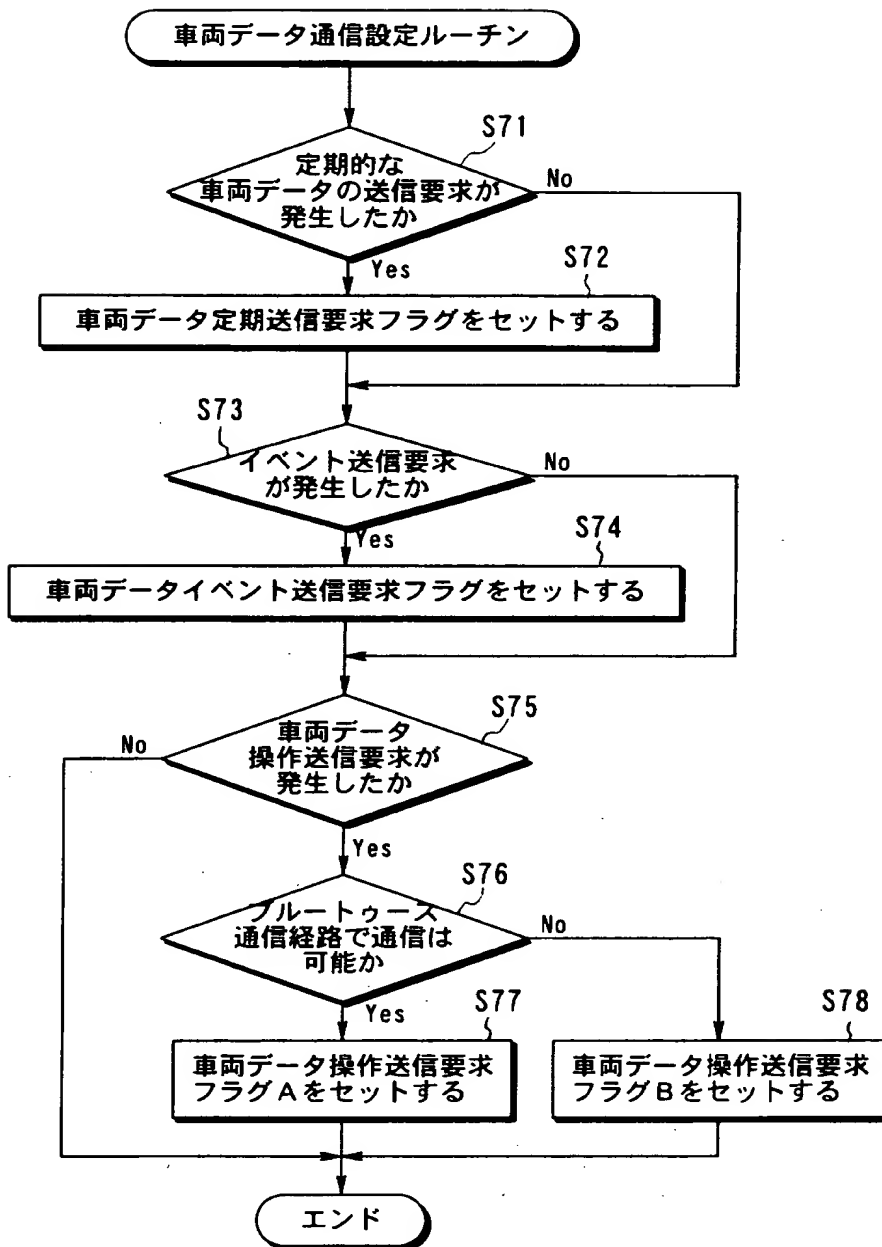 車両データ通信設定ルーチン
S71
定期的な
車両データの送信要求が
発生したか
No
Yes
S72
車両データ定期送信要求フラグをセットする
S73
イベント送信要求
が発生したか
No
Yes
S74
車両データイベント送信要求フラグをセットする
S75
車両データ
操作送信要求が
発生したか
No
Yes
S76
ブルートゥース
通信経路で通信は
可能か
No
Yes
S77
車両データ操作送信要求
フラグAをセットする
S78
車両データ操作送信要求
フラグBをセットする
エンド